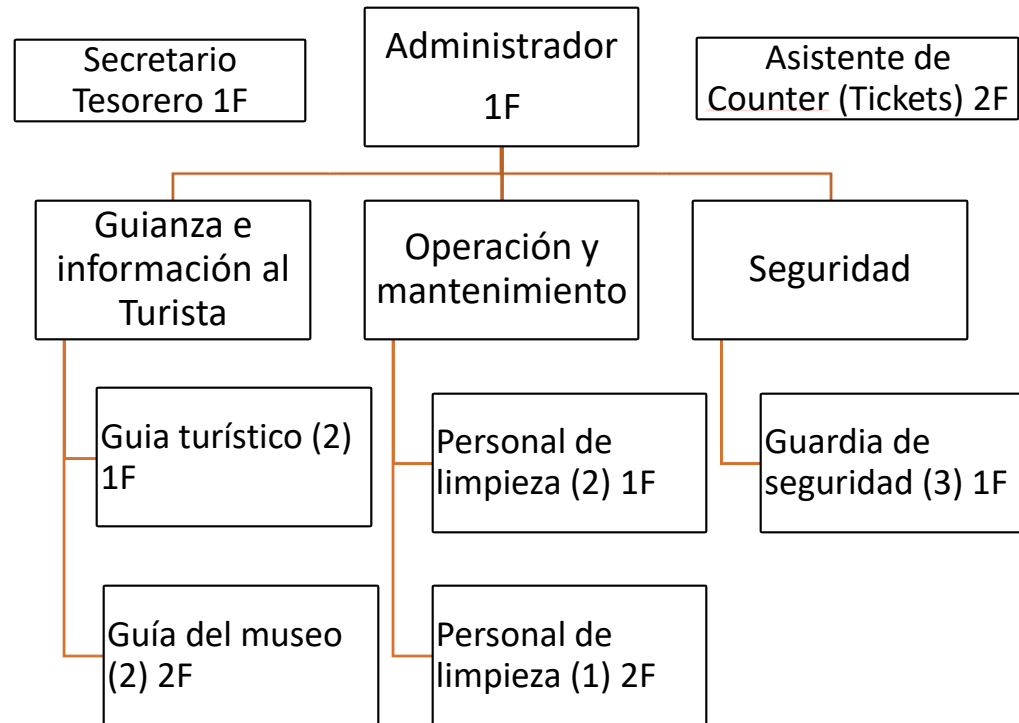 Secretario
Tesorero 1F
Administrador
1F
Asistente de
Counter (Tickets) 2F
Guianza e
información al
Turista
Operación y
mantenimiento
Seguridad
Guia turístico (2)
1F
Personal de
limpieza (2) 1F
Guardia de
seguridad (3) 1F
Guía del museo
(2) 2F
Personal de
limpieza (1) 2F